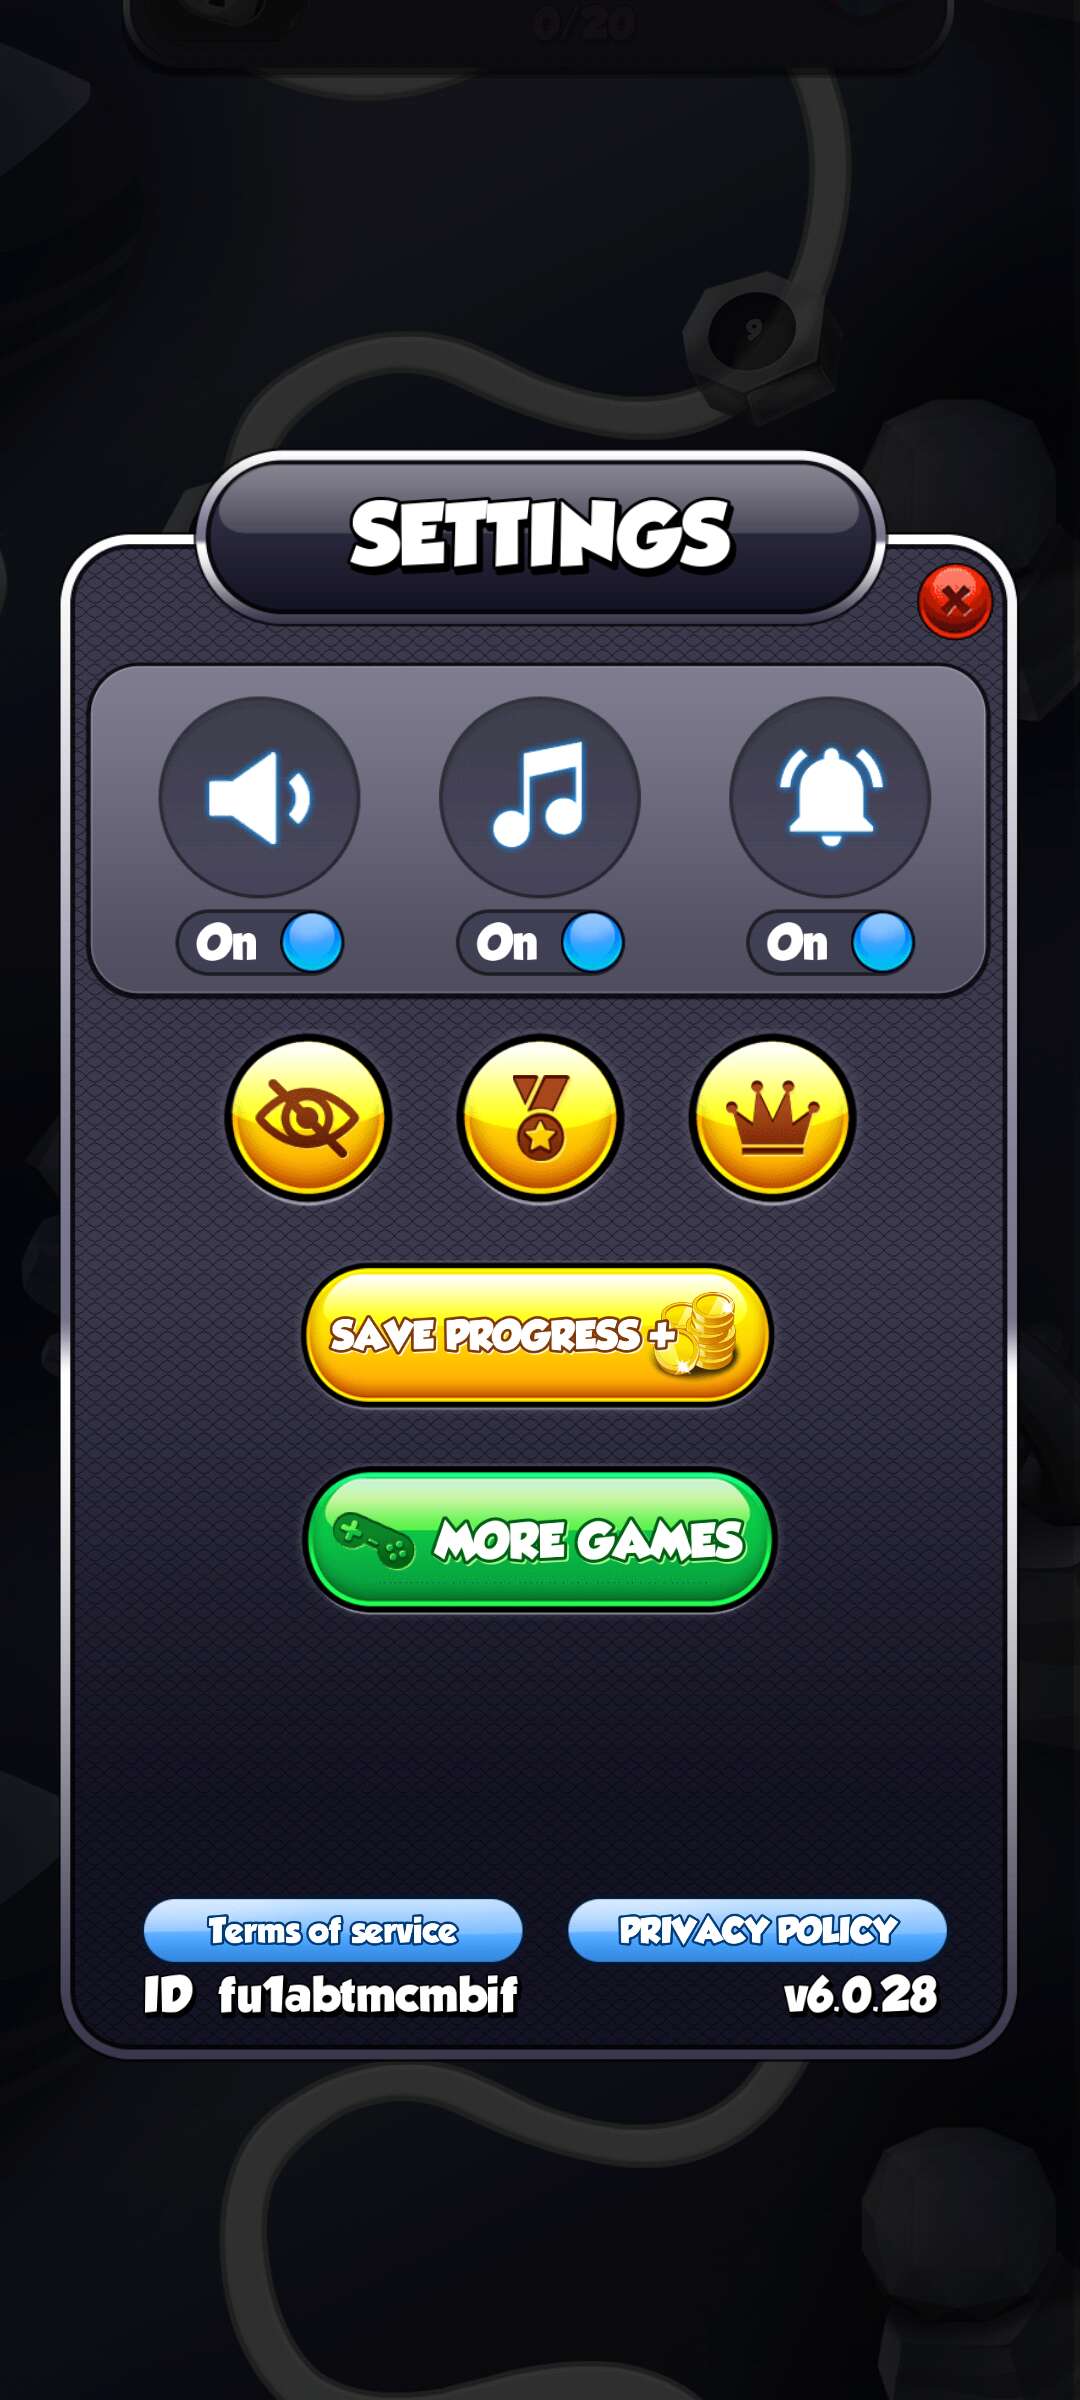 0/20
9
SETTINGS
On On On
SAVE PROGRESS +
MORE GAMES
Terms of service PRIVACY POLICY
ID fu1abtmcmbif v6.0.28